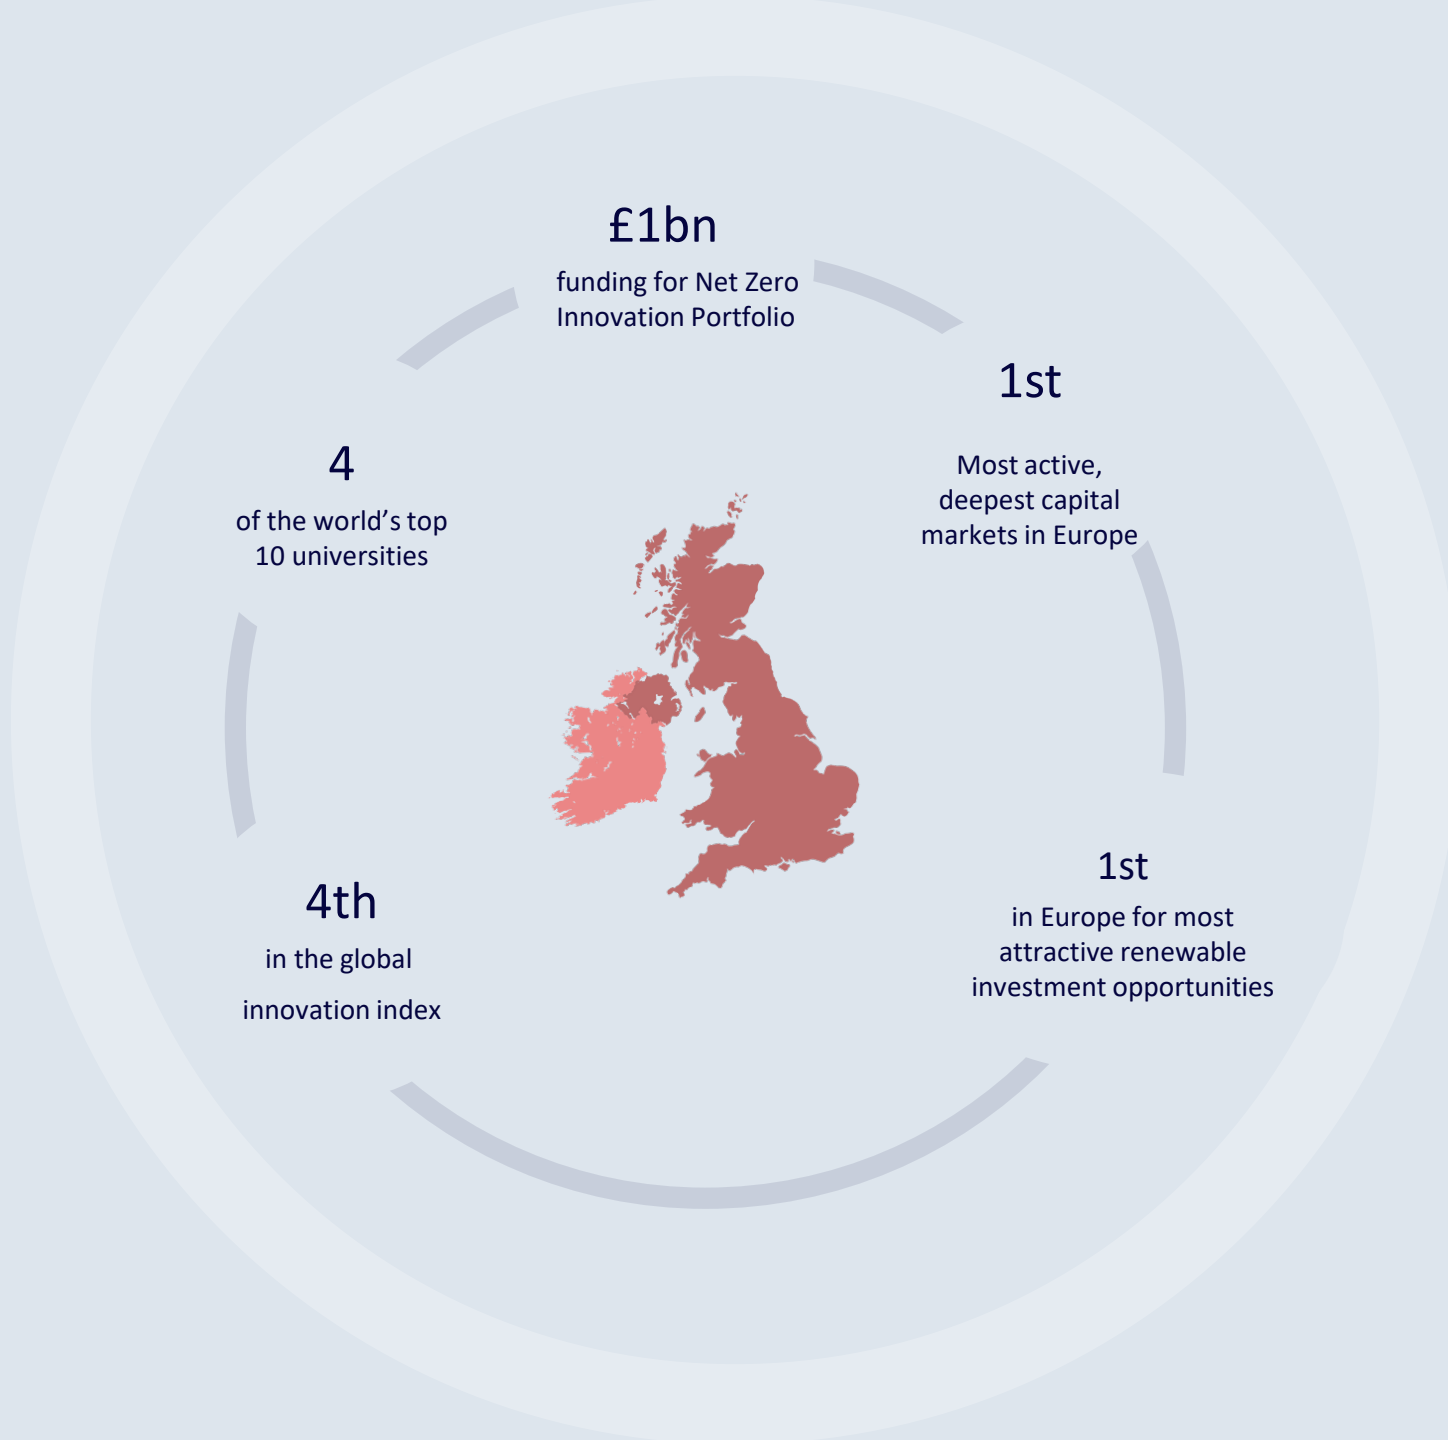 £1bn
funding for Net Zero
Innovation Portfolio
1st
Most active,
deepest capital
markets in Europe
1st
in Europe for most
attractive renewable
investment opportunities
4th
in the global
innovation index
4
of the world’s top
10 universities